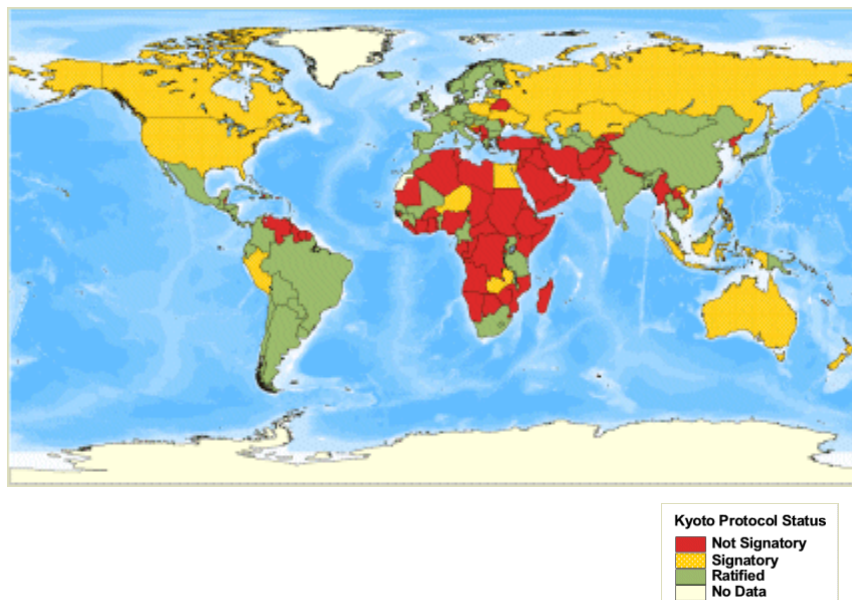 Kyoto Protocol Status
Not Signatory
Signatory
Ratified
No Data